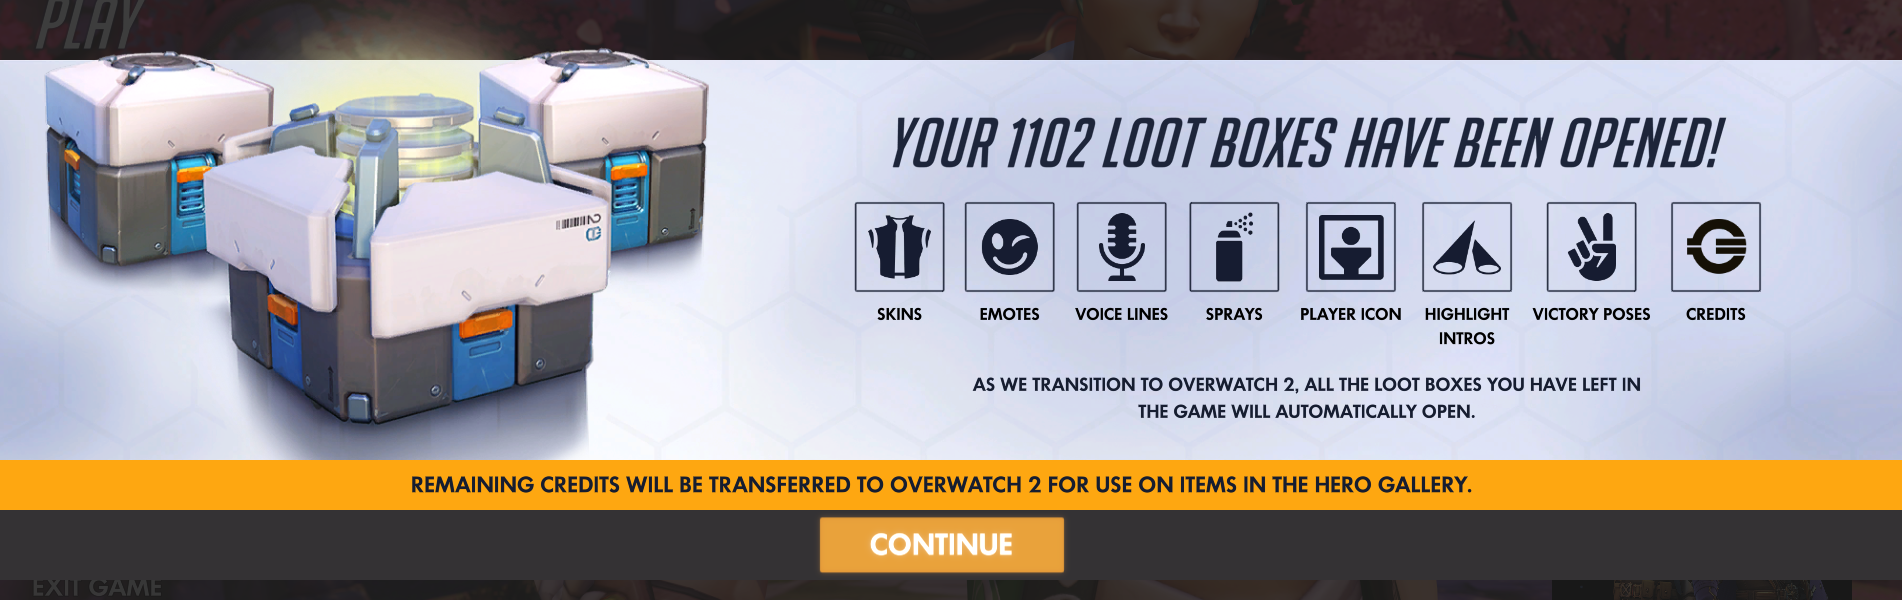 PLAY
YOUR 1102 LOOT BOXES HAVE BEEN OPENED!
SKINS
EMOTES
VOICE LINES
SPRAYS
PLAYER ICON
HIGHLIGHT
INTROS
VICTORY POSES
CREDITS
AS WE TRANSITION TO OVERWATCH 2, ALL THE LOOT BOXES YOU HAVE LEFT IN
THE GAME WILL AUTOMATICALLY OPEN.
REMAINING CREDITS WILL BE TRANSFERRED TO OVERWATCH 2 FOR USE ON ITEMS IN THE HERO GALLERY.
CONTINUE
EXIT GAME